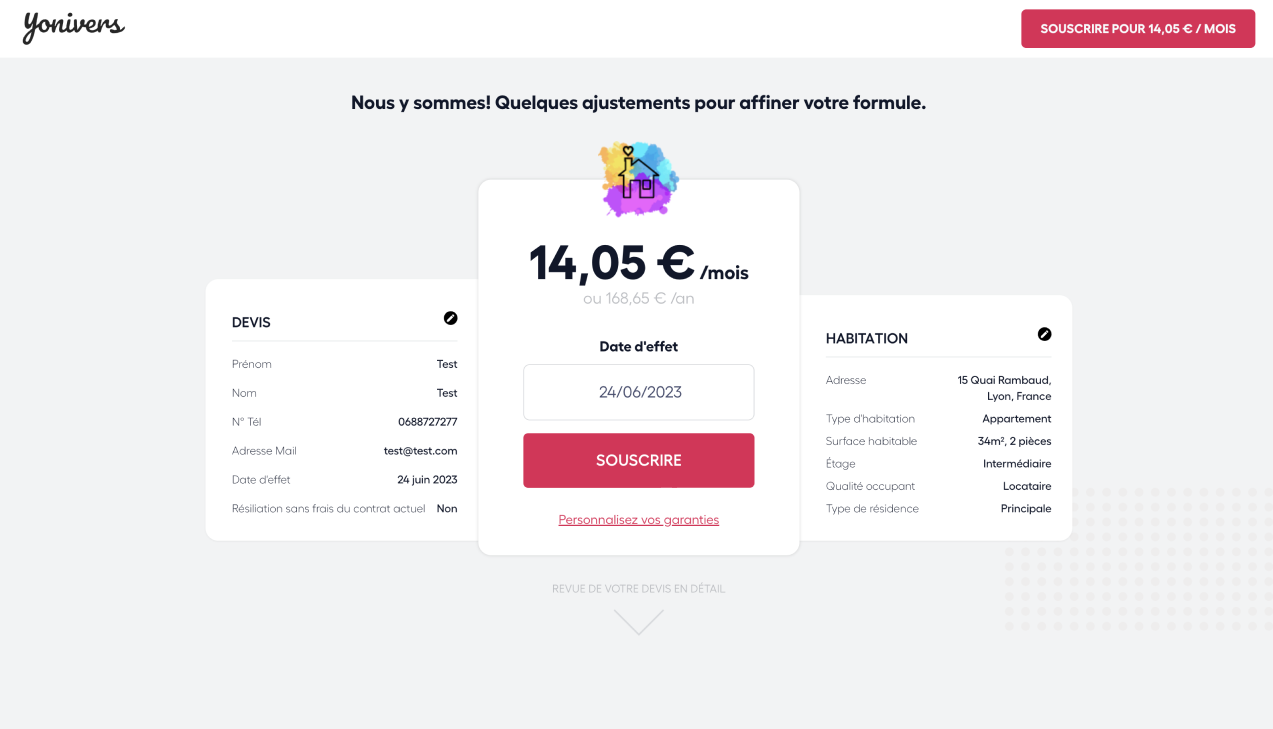 Yonivers
SOUSCRIRE POUR 14,05 € / MOIS
Nous y sommes! Quelques ajustements pour affiner votre formule.
14,05 € /mois
ou 168,65 € /an
Date d'effet
24/06/2023
SOUSCRIRE
Personnalisez vos garanties
DEVIS
Prénom Test
Nom Test
N° Tél 0688727277
Adresse Mail test@test.com
Date d'effet 24 juin 2023
Résiliation sans frais du contrat actuel Non
HABITATION
Adresse 15 Quai Rambaud,
Lyon, France
Type d'habitation Appartement
Surface habitable 34m², 2 pièces
Étage Intermédiaire
Qualité occupant Locataire
Type de résidence Principale
REVUE DE VOTRE DEVIS EN DÉTAIL